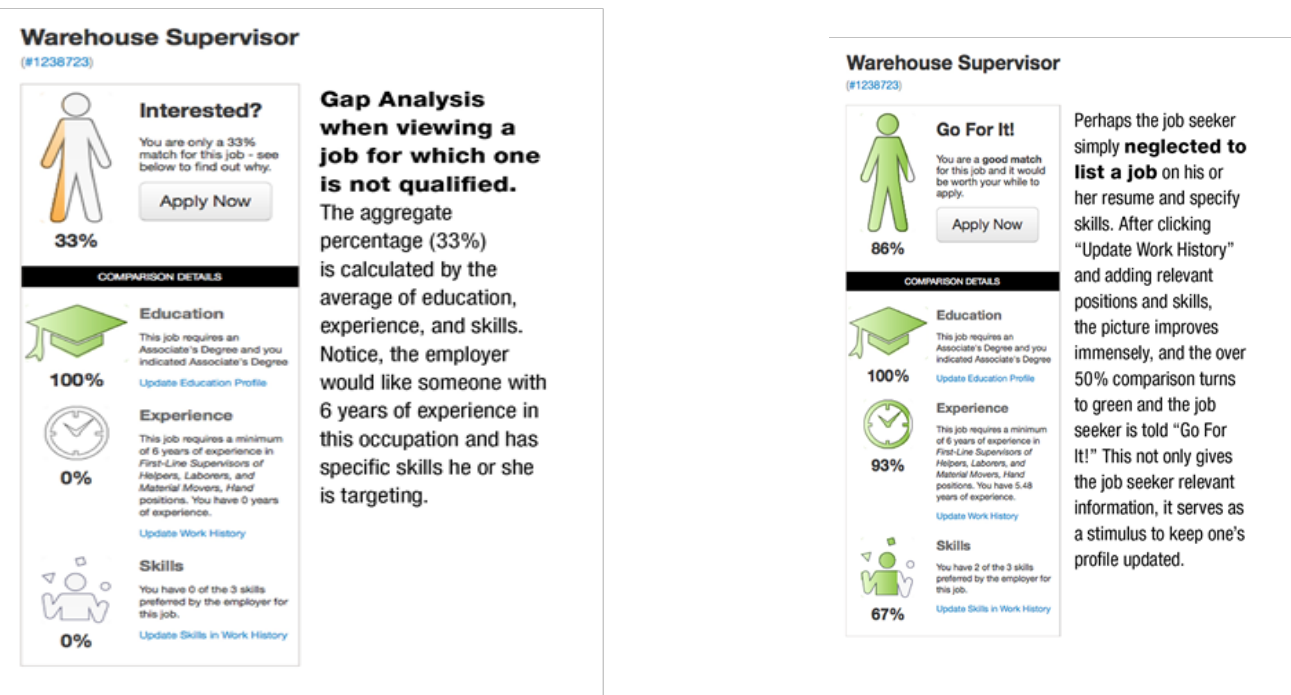 Warehouse Supervisor
(#1238723)
Interested?
You are only a 33%
match for this job - see
below to find out why.
Apply Now
33%
COMPARISON DETAILS
Education
This job requires an
Associate's Degree and you
indicated Associate's Degree
100%
Update Education Profile
Experience
This job requires a minimum
of 6 years of experience in
First-Line Supervisors of
Helpers, Laborers, and
Material Movers, Hand
positions. You have 0 years
of experience.
0%
Update Work History
Skills
You have 0 of the 3 skills
preferred by the employer for
this job.
0%
Update Skills in Work History
Gap Analysis
when viewing a
job for which one
is not qualified.
The aggregate
percentage (33%)
is calculated by the
average of education,
experience, and skills.
Notice, the employer
would like someone with
6 years of experience in
this occupation and has
specific skills he or she
is targeting.
Warehouse Supervisor
(#1238723)
Go For It!
You are a good match
for this job and it would
be worth your while to
apply.
Apply Now
86%
COMPARISON DETAILS
Education
This job requires an
Associate's Degree and you
indicated Associate's Degree
100%
Update Education Profile
Experience
This job requires a minimum
of 6 years of experience in
First-Line Supervisors of
Helpers, Laborers, and
Material Movers, Hand
positions. You have 5.48
years of experience.
93%
Update Work History
Skills
You have 2 of the 3 skills
preferred by the employer for
this job.
67%
Update Skills in Work History
Perhaps the job seeker
simply neglected to
list a job on his or
her resume and specify
skills. After clicking
“Update Work History”
and adding relevant
positions and skills,
the picture improves
immensely, and the over
50% comparison turns
to green and the job
seeker is told “Go For
It!” This not only gives
the job seeker relevant
information, it serves as
a stimulus to keep one’s
profile updated.